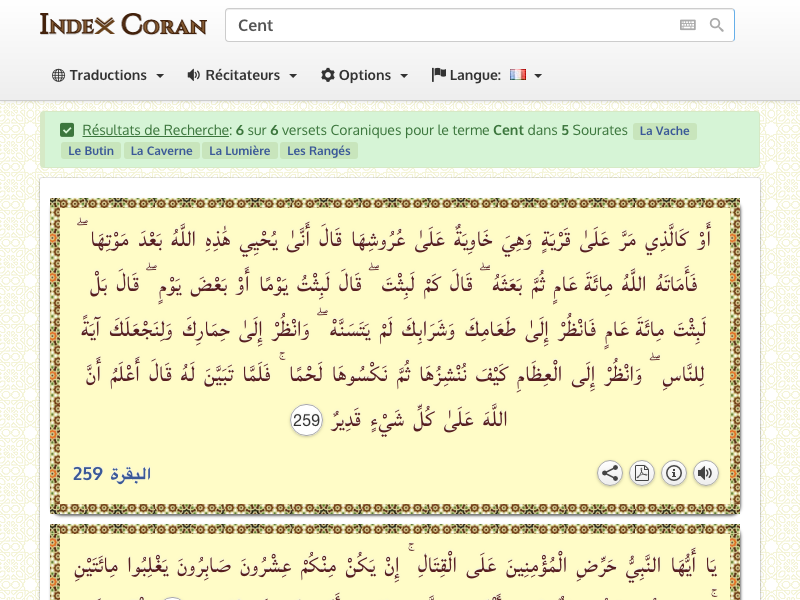 Index Coran
Cent
Traductions
Récitateurs
Options
Langue:
Résultats de Recherche: 6 sur 6 versets Coraniques pour le terme Cent dans 5 Sourates La Vache
Le Butin La Caverne La Lumière Les Rangés
أَوْ كَالَّذِي مَرَّ عَلَىٰ قَرْيَةٍ وَهِيَ خَاوِيَةٌ عَلَىٰ عُرُوشِهَا قَالَ أَنَّىٰ يُحْيِي هَٰذِهِ اللَّهُ بَعْدَ مَوْتِهَا ۖ
فَأَمَاتَهُ اللَّهُ مِائَةَ عَامٍ ثُمَّ بَعَثَهُ ۖ قَالَ كَمْ لَبِثْتَ ۖ قَالَ لَبِثْتُ يَوْمًا أَوْ بَعْضَ يَوْمٍ ۖ قَالَ بَلْ
لَبِثْتَ مِائَةَ عَامٍ فَانْظُرْ إِلَىٰ طَعَامِكَ وَشَرَابِكَ لَمْ يَتَسَنَّهْ ۖ وَانْظُرْ إِلَىٰ حِمَارِكَ وَلِنَجْعَلَكَ آيَةً
لِلنَّاسِ ۖ وَانْظُرْ إِلَى الْعِظَامِ كَيْفَ نُنْشِزُهَا ثُمَّ نَكْسُوهَا لَحْمًا ۚ فَلَمَّا تَبَيَّنَ لَهُ قَالَ أَعْلَمُ أَنَّ
اللَّهَ عَلَىٰ كُلِّ شَيْءٍ قَدِيرٌ 259
البقرة 259
يَا أَيُّهَا النَّبِيُّ حَرِّضِ الْمُؤْمِنِينَ عَلَى الْقِتَالِ ۚ إِنْ يَكُنْ مِنْكُمْ عِشْرُونَ صَابِرُونَ يَغْلِبُوا مِائَتَيْنِ